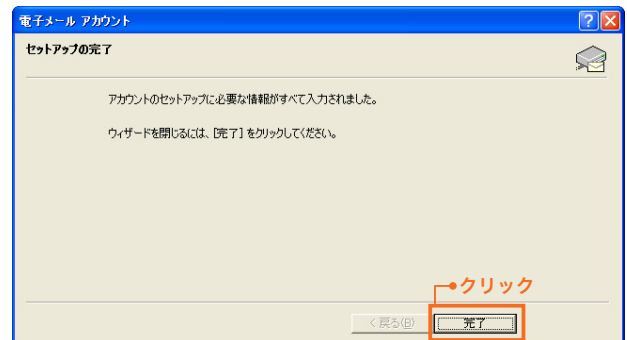 電子メール アカウント
セットアップの完了
アカウントのセットアップに必要な情報がすべて入力されました。
ウィザードを閉じるには、[完了] をクリックしてください。
クリック
< 戻る(B)
完了